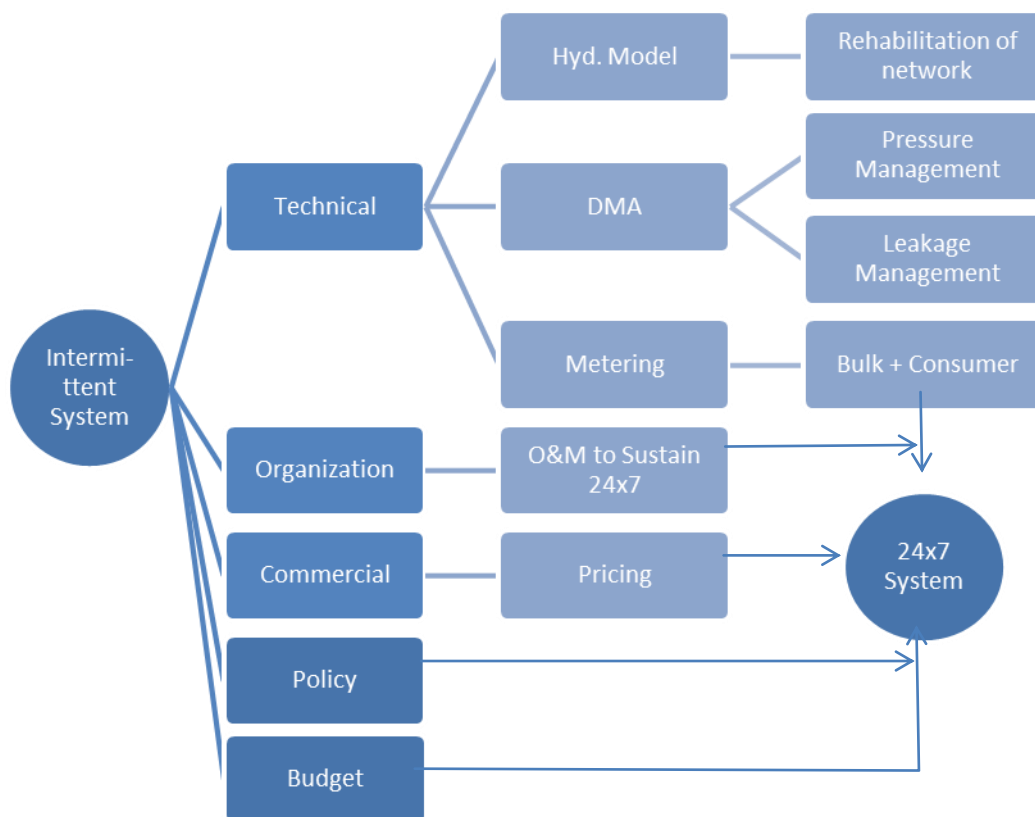 Hyd. Model
Rehabilitation of
network
Pressure
Management
Technical
DMA
Leakage
Management
Intermi-
ttent
System
Metering
Bulk + Consumer
Organization
O&M to Sustain
24x7
Commercial
Pricing
24x7
System
Policy
Budget